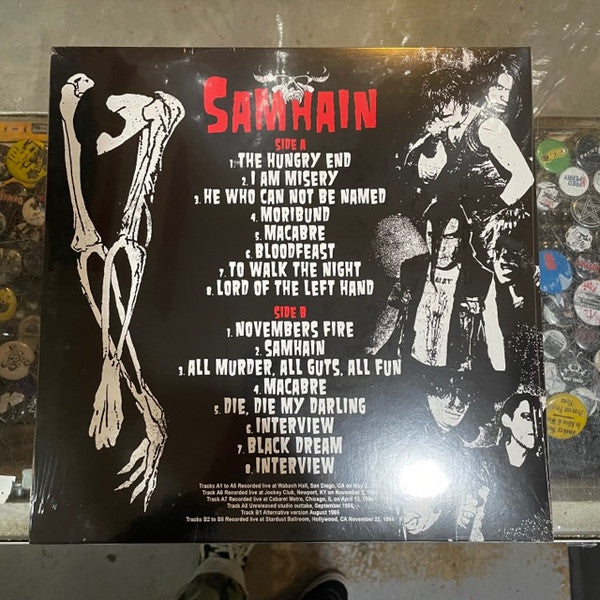 SAMHAIN
SIDE A
1. THE HUNGRY END
2. I AM MISERY
3. HE WHO CAN NOT BE NAMED
4. MORIBUND
5. MACABRE
6. BLOODFEAST
7. TO WALK THE NIGHT
8. LORD OF THE LEFT HAND
SIDE B
1. NOVEMBERS FIRE
2. SAMHAIN
3. ALL MURDER, ALL GUTS, ALL FUN
4. MACABRE
5. DIE, DIE MY DARLING
6. INTERVIEW
7. BLACK DREAM
8. INTERVIEW
Tracks A1 to A5 Recorded live at Wabash Hall, San Diego, CA on May
Track A6 Recorded live at Jockey Club, Newport, KY on November 2,
Track A7 Recorded live at Cabaret Metro, Chicago, IL on April
Track A8 Unreleased studio outtake, September
Track B1 Alternative version August 1985
Tracks B2 to B5 Recorded live at Stardust Ballroom, Hollywood, CA November 22, 1984